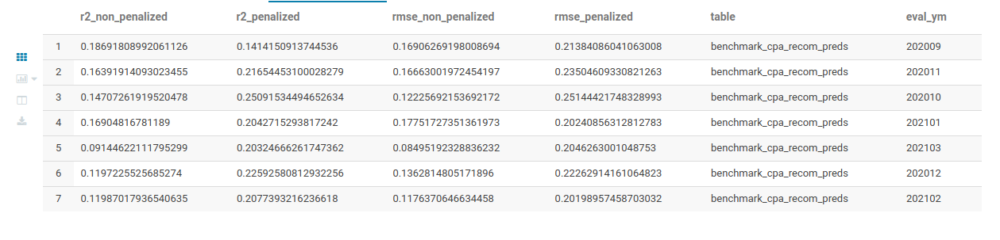 r2_non_penalized r2_penalized rmse_non_penalized rmse_penalized table eval_ym
1 0.18691808992061126 0.1414150913744536 0.16906269198008694 0.21384086041063008 benchmark_cpa_recom_preds 202009
2 0.16391914093023455 0.21654453100028279 0.16663001972454197 0.23504609330821263 benchmark_cpa_recom_preds 202011
3 0.14707261919520478 0.25091534494652634 0.12225692153692172 0.25144421748328993 benchmark_cpa_recom_preds 202010
4 0.16904816781189 0.2042715293817242 0.17751727351361973 0.20240856312812783 benchmark_cpa_recom_preds 202101
5 0.09144622111795299 0.20324666261747362 0.08495192328836232 0.2046263001048753 benchmark_cpa_recom_preds 202103
6 0.1197225525685274 0.22592580812932256 0.1362814805171896 0.22262914161064823 benchmark_cpa_recom_preds 202012
7 0.11987017936540635 0.2077393216236618 0.1176370646634458 0.20198957458703032 benchmark_cpa_recom_preds 202102